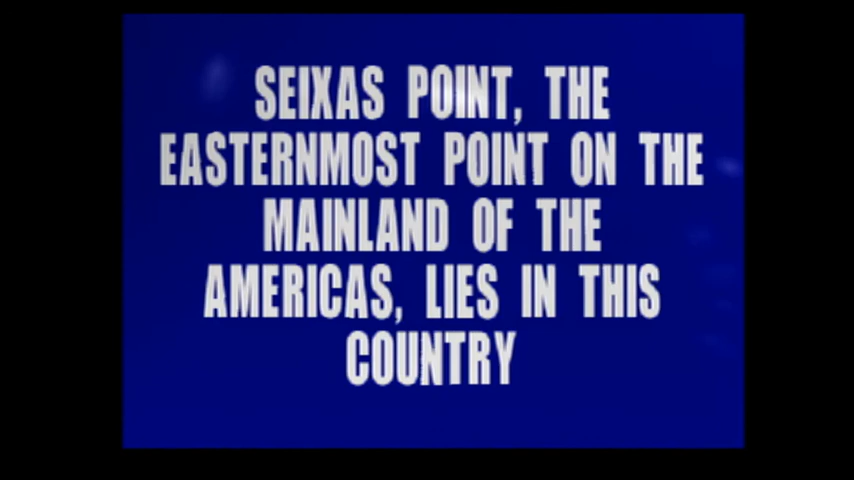 SEIXAS POINT, THE
EASTERNMOST POINT ON THE
MAINLAND OF THE
AMERICAS, LIES IN THIS
COUNTRY